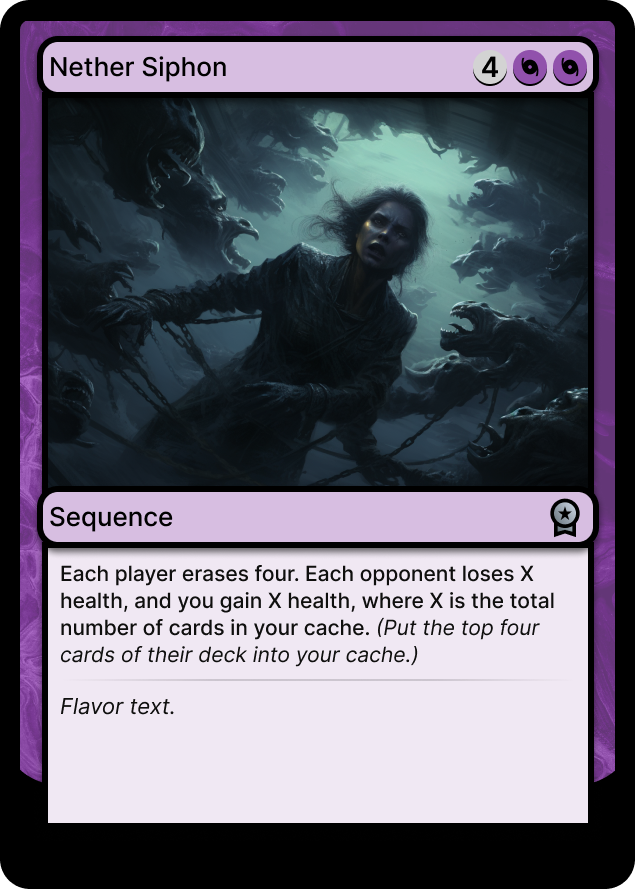 Nether Siphon 4
Sequence
Each player erases four. Each opponent loses X
health, and you gain X health, where X is the total
number of cards in your cache. (Put the top four
cards of their deck into your cache.)
Flavor text.